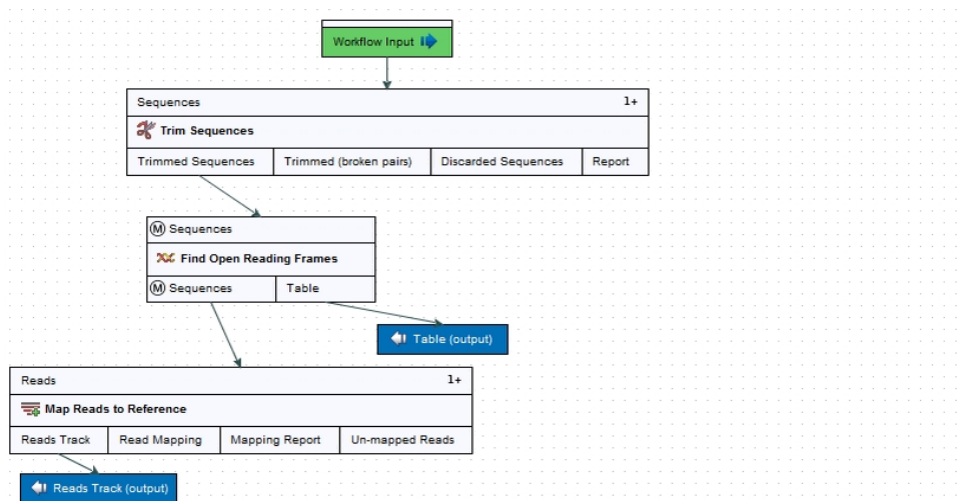 Workflow Input
Sequences 1+
Trim Sequences
Trimmed Sequences Trimmed (broken pairs) Discarded Sequences Report
M Sequences
Find Open Reading Frames
M Sequences Table
Table (output)
Reads 1+
Map Reads to Reference
Reads Track Read Mapping Mapping Report Un-mapped Reads
Reads Track (output)